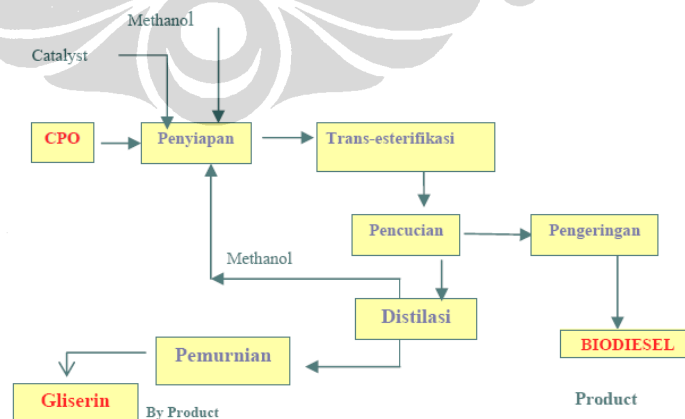 Methanol
Catalyst
CPO
Penyiapan
Trans-esterifikasi
Pencucian
Pengeringan
Methanol
Distilasi
BIODIESEL
Pemurnian
Product
Gliserin
By Product